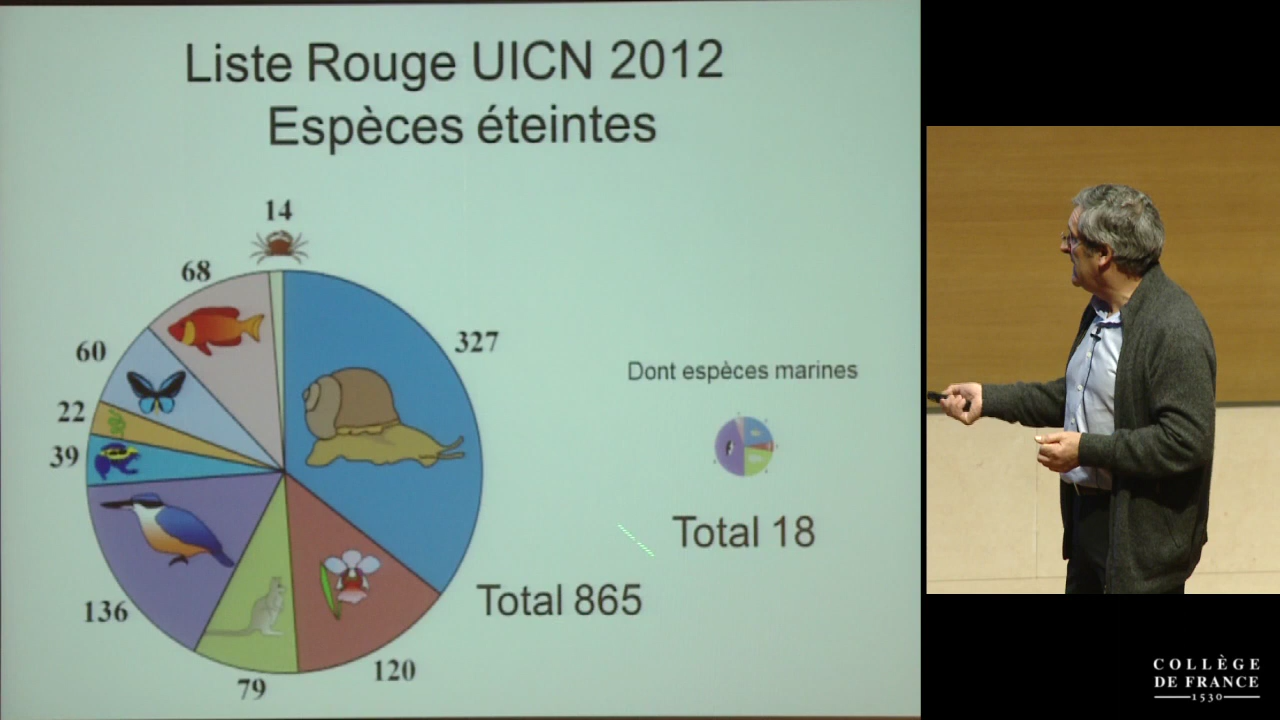 Liste Rouge UICN 2012
Espèces éteintes
14
68
327
60
22
39
136
79
120
Total 865
Dont espèces marines
Total 18
COLLÈGE
DE FRANCE
1530